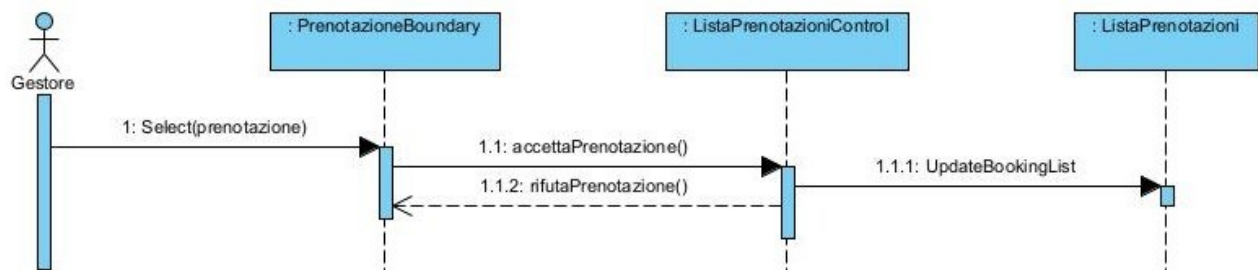 : PrenotazioneBoundary
: ListaPrenotazioniControl
: ListaPrenotazioni
Gestore
1: Select(prenotazione)
1.1: accettaPrenotazione()
1.1.1: UpdateBookingList
1.1.2: rifutaPrenotazione()